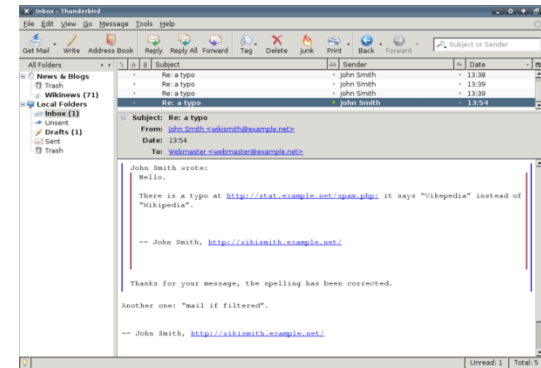 Inbox - Thunderbird
File Edit View Go Message Tools Help
Get Mail Write Address Book Reply Reply All Forward Tag Delete Junk Print Back Forward Subject or Sender
All Folders Subject Sender Date
News & Blogs Re: a typo John Smith 13:38
Trash Re: a typo John Smith 13:39
Wikinews (71) Re: a typo John Smith 13:39
Local Folders Re: a typo John Smith 13:54
Inbox (1)
Unsent
Drafts (1)
Sent
Trash
Subject: Re: a typo
From: John Smith <wikismith@example.net>
Date: 13:54
To: Webmaster <webmaster@example.net>
John Smith wrote:
Hello.
There is a typo at http://stat.example.net/spam.php; it says "Vikepedia" instead of
"Wikipedia".
-- John Smith, http://wikismith.example.net/
Thanks for your message, the spelling has been corrected.
Another one: "mail if filtered".
-- John Smith, http://wikismith.example.net/
Unread: 1 Total: 5